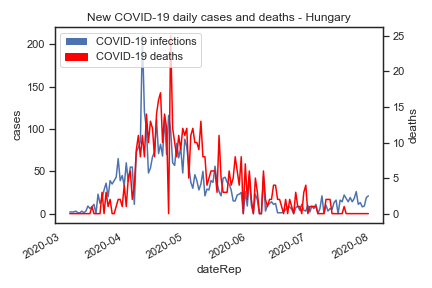 New COVID-19 daily cases and deaths - Hungary
COVID-19 infections
COVID-19 deaths
200
150
100
50
0
cases
25
20
15
10
5
0
deaths
2020-03
2020-04
2020-05
2020-06
2020-07
2020-08
dateRep